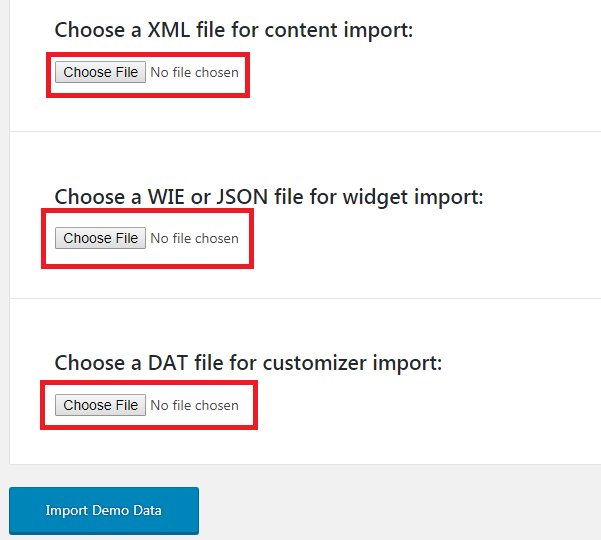 Choose a XML file for content import:
Choose File No file chosen
Choose a WIE or JSON file for widget import:
Choose File No file chosen
Choose a DAT file for customizer import:
Choose File No file chosen
Import Demo Data